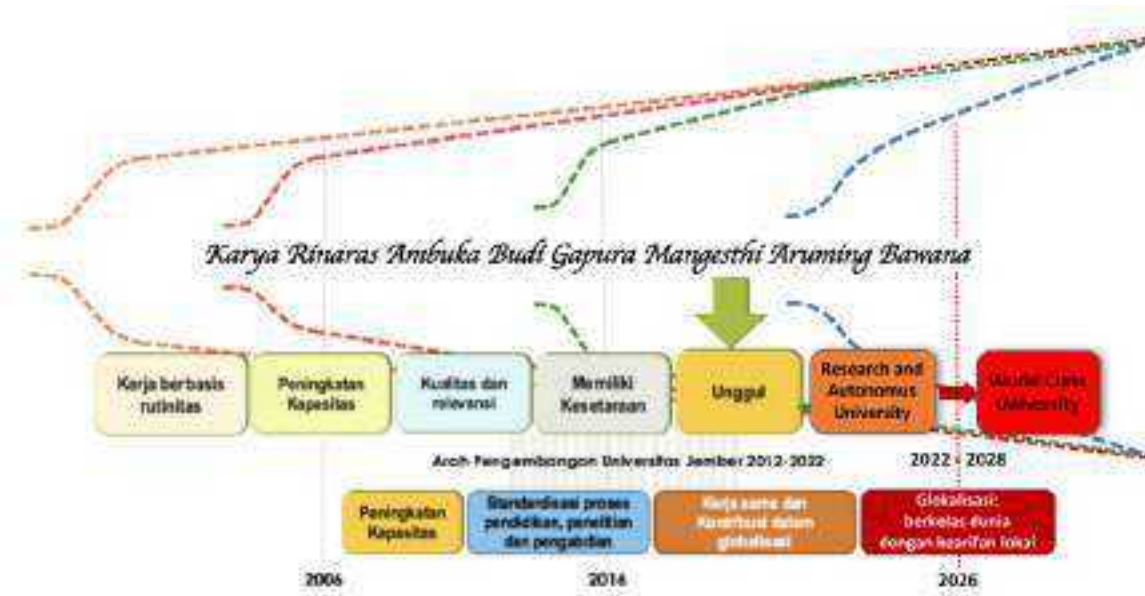 Karya Rinaras Ambuka Budi Gapura Mangesthi Aruming Bawana
Kerja berbasis
rutinitas
Peningkatan
Kapasitas
Kualitas dan
relevansi
Memiliki
Kesetaraan
Unggul
Research and
Autonomus
University
World Class
University
Arah Pengembangan Universitas Jember 2012-2022
2022 - 2028
Peningkatan
Kapasitas
Standardisasi proses
pendidikan, penelitian
dan pengabdian
Kerja sama dan
Kontribusi dalam
globalisasi
Glokalisasi:
berkelas dunia
dengan kearifan lokal
2006
2016
2026